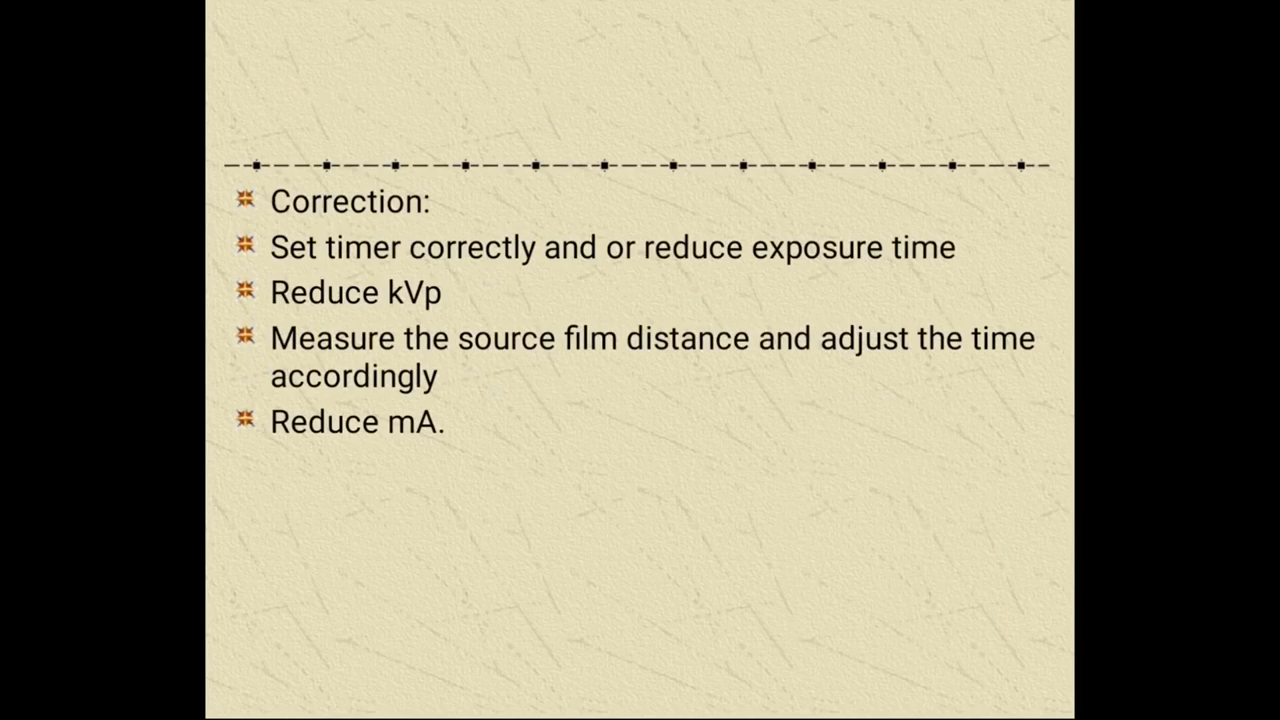 Correction:
Set timer correctly and or reduce exposure time
Reduce kVp
Measure the source film distance and adjust the time
accordingly
Reduce mA.